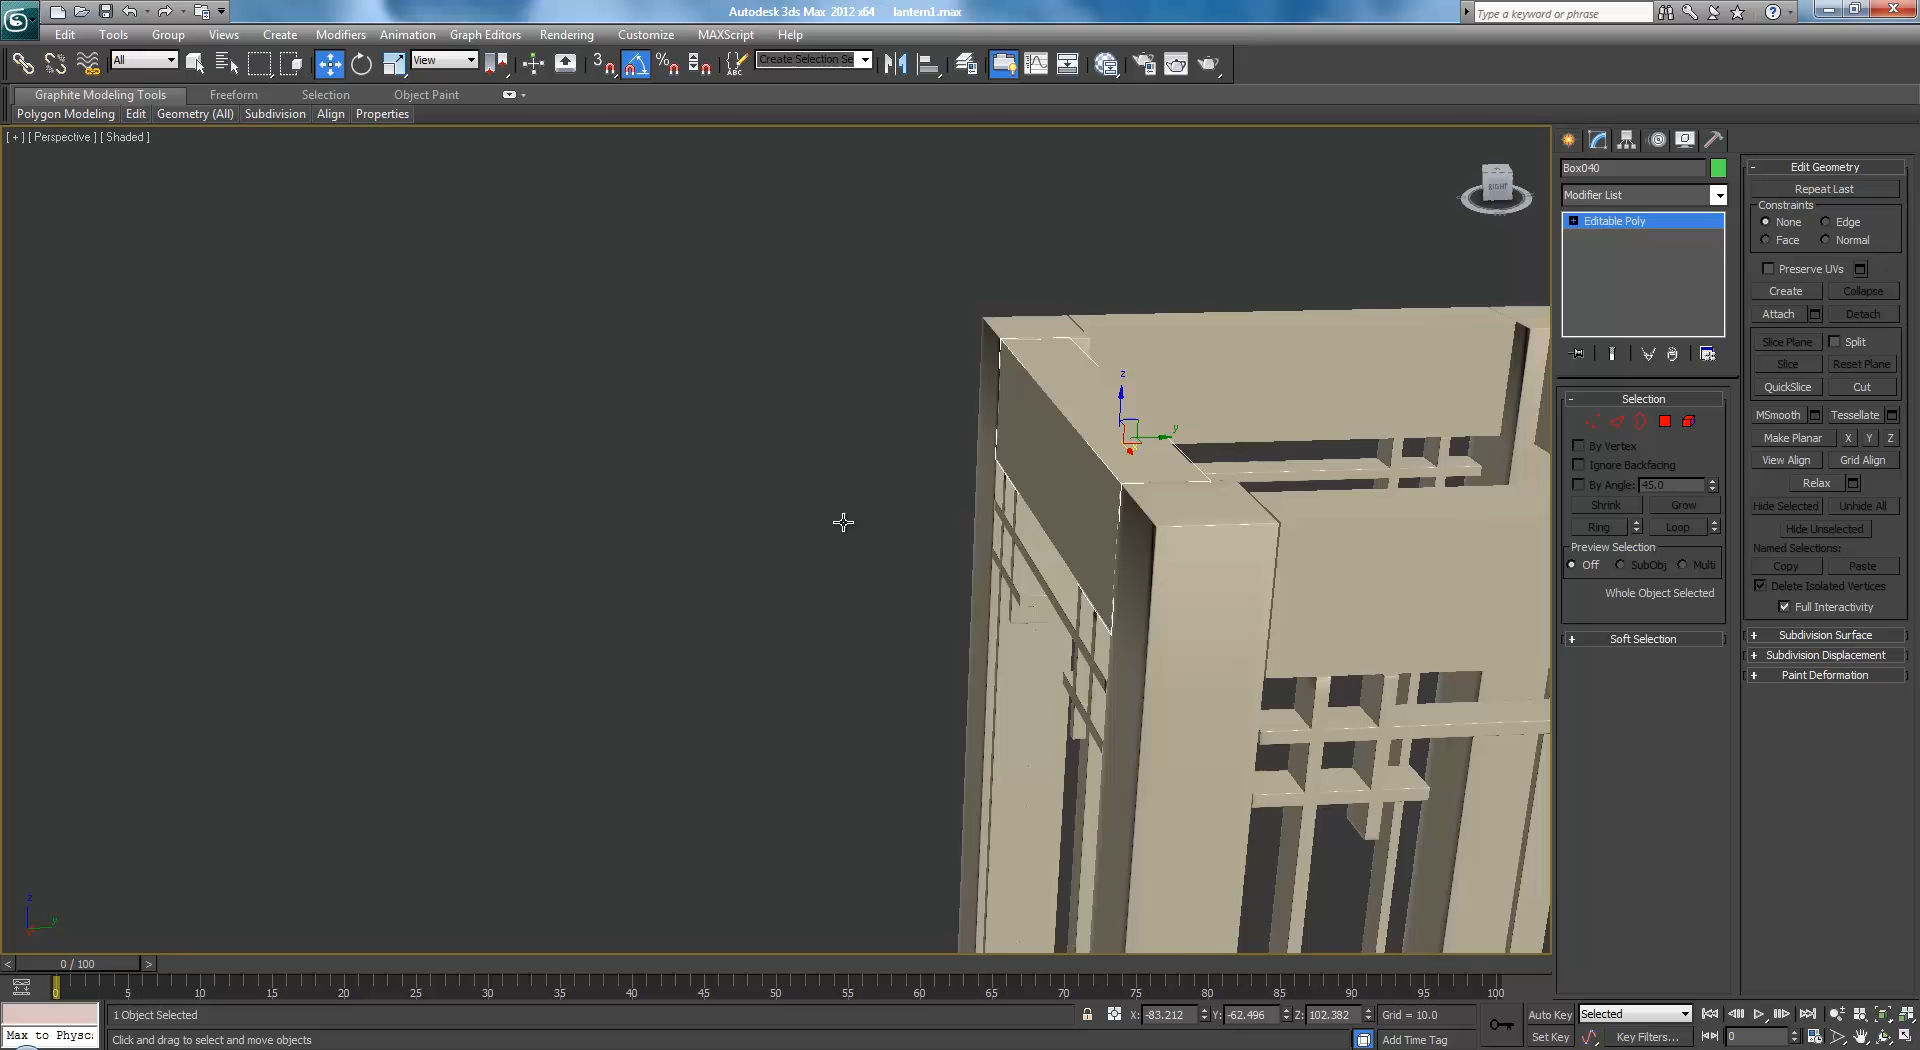 Autodesk 3ds Max 2012 x64 lantern1.max
Type a keyword or phrase
Edit Tools Group Views Create Modifiers Animation Graph Editors Rendering Customize MAXScript Help
All View 3 % ABC Create Selection Se
Graphite Modeling Tools Freeform Selection Object Paint
Polygon Modeling Edit Geometry (All) Subdivision Align Properties
[ + ] [ Perspective ] [ Shaded ]
RIGHT
z
y
z
y
Box040
Modifier List
Editable Poly
- Selection
By Vertex
Ignore Backfacing
By Angle: 45.0
Shrink Grow
Ring Loop
Preview Selection
Off SubObj Multi
Whole Object Selected
+ Soft Selection
- Edit Geometry
Repeat Last
Constraints
None Edge
Face Normal
Preserve UVs
Create Collapse
Attach Detach
Slice Plane Split
Slice Reset Plane
QuickSlice Cut
MSmooth Tessellate
Make Planar X Y Z
View Align Grid Align
Relax
Hide Selected Unhide All
Hide Unselected
Named Selections:
Copy Paste
Delete Isolated Vertices
Full Interactivity
+ Subdivision Surface
+ Subdivision Displacement
+ Paint Deformation
< 0 / 100 >
0 5 10 15 20 25 30 35 40 45 50 55 60 65 70 75 80 85 90 95 100
1 Object Selected X: -83.212 Y: -62.496 Z: 102.382 Grid = 10.0 Auto Key Selected
Max to Physc Click and drag to select and move objects Add Time Tag Set Key Key Filters... 0